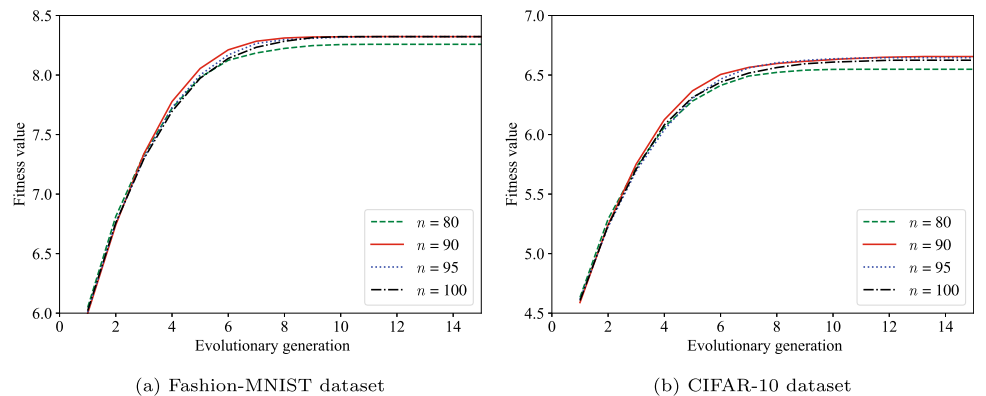 8.5
8.0
7.5
7.0
6.5
6.0
Fitness value
0 2 4 6 8 10 12 14
Evolutionary generation
n = 80
n = 90
n = 95
n = 100
(a) Fashion-MNIST dataset
7.0
6.5
6.0
5.5
5.0
4.5
Fitness value
0 2 4 6 8 10 12 14
Evolutionary generation
n = 80
n = 90
n = 95
n = 100
(b) CIFAR-10 dataset